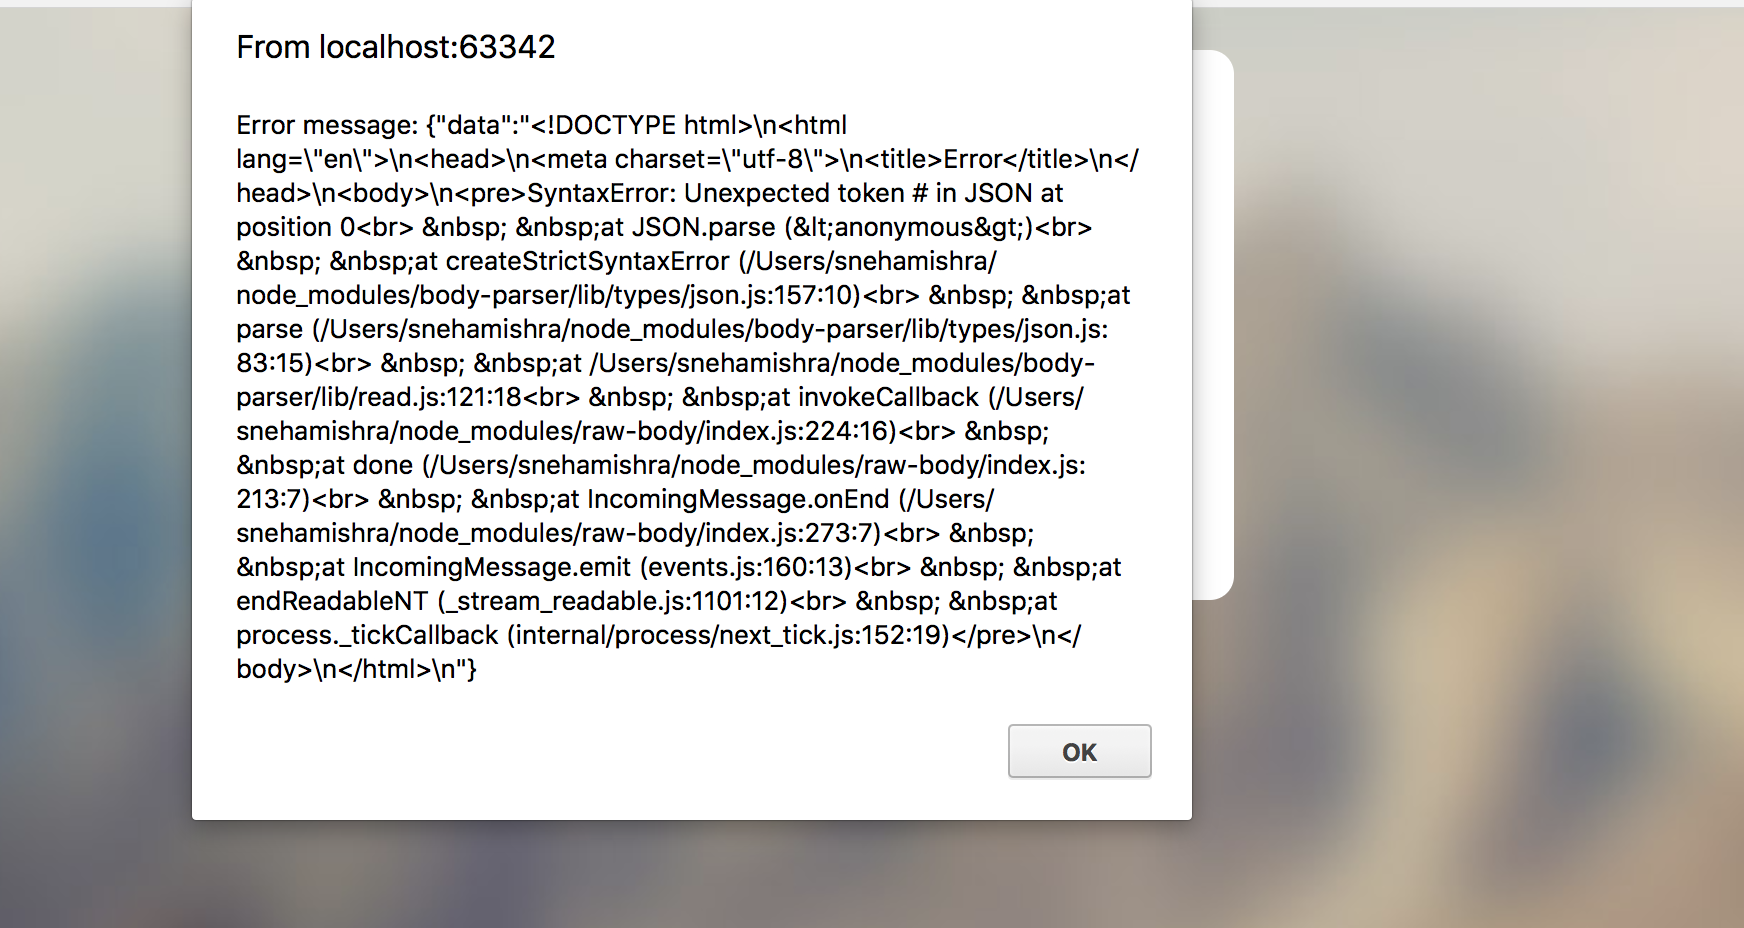 From localhost:63342
Error message: {"data":"<!DOCTYPE html>\n<html
lang=\"en\">\n<head>\n<meta charset=\"utf-8\">\n<title>Error</title>\n</
head>\n<body>\n<pre>SyntaxError: Unexpected token # in JSON at
position 0<br> &nbsp; &nbsp;at JSON.parse (&lt;anonymous&gt;)<br>
&nbsp; &nbsp;at createStrictSyntaxError (/Users/snehamishra/
node_modules/body-parser/lib/types/json.js:157:10)<br> &nbsp; &nbsp;at
parse (/Users/snehamishra/node_modules/body-parser/lib/types/json.js:
83:15)<br> &nbsp; &nbsp;at /Users/snehamishra/node_modules/body-
parser/lib/read.js:121:18<br> &nbsp; &nbsp;at invokeCallback (/Users/
snehamishra/node_modules/raw-body/index.js:224:16)<br> &nbsp;
&nbsp;at done (/Users/snehamishra/node_modules/raw-body/index.js:
213:7)<br> &nbsp; &nbsp;at IncomingMessage.onEnd (/Users/
snehamishra/node_modules/raw-body/index.js:273:7)<br> &nbsp;
&nbsp;at IncomingMessage.emit (events.js:160:13)<br> &nbsp; &nbsp;at
endReadableNT (_stream_readable.js:1101:12)<br> &nbsp; &nbsp;at
process._tickCallback (internal/process/next_tick.js:152:19)</pre>\n</
body>\n</html>\n"}
OK